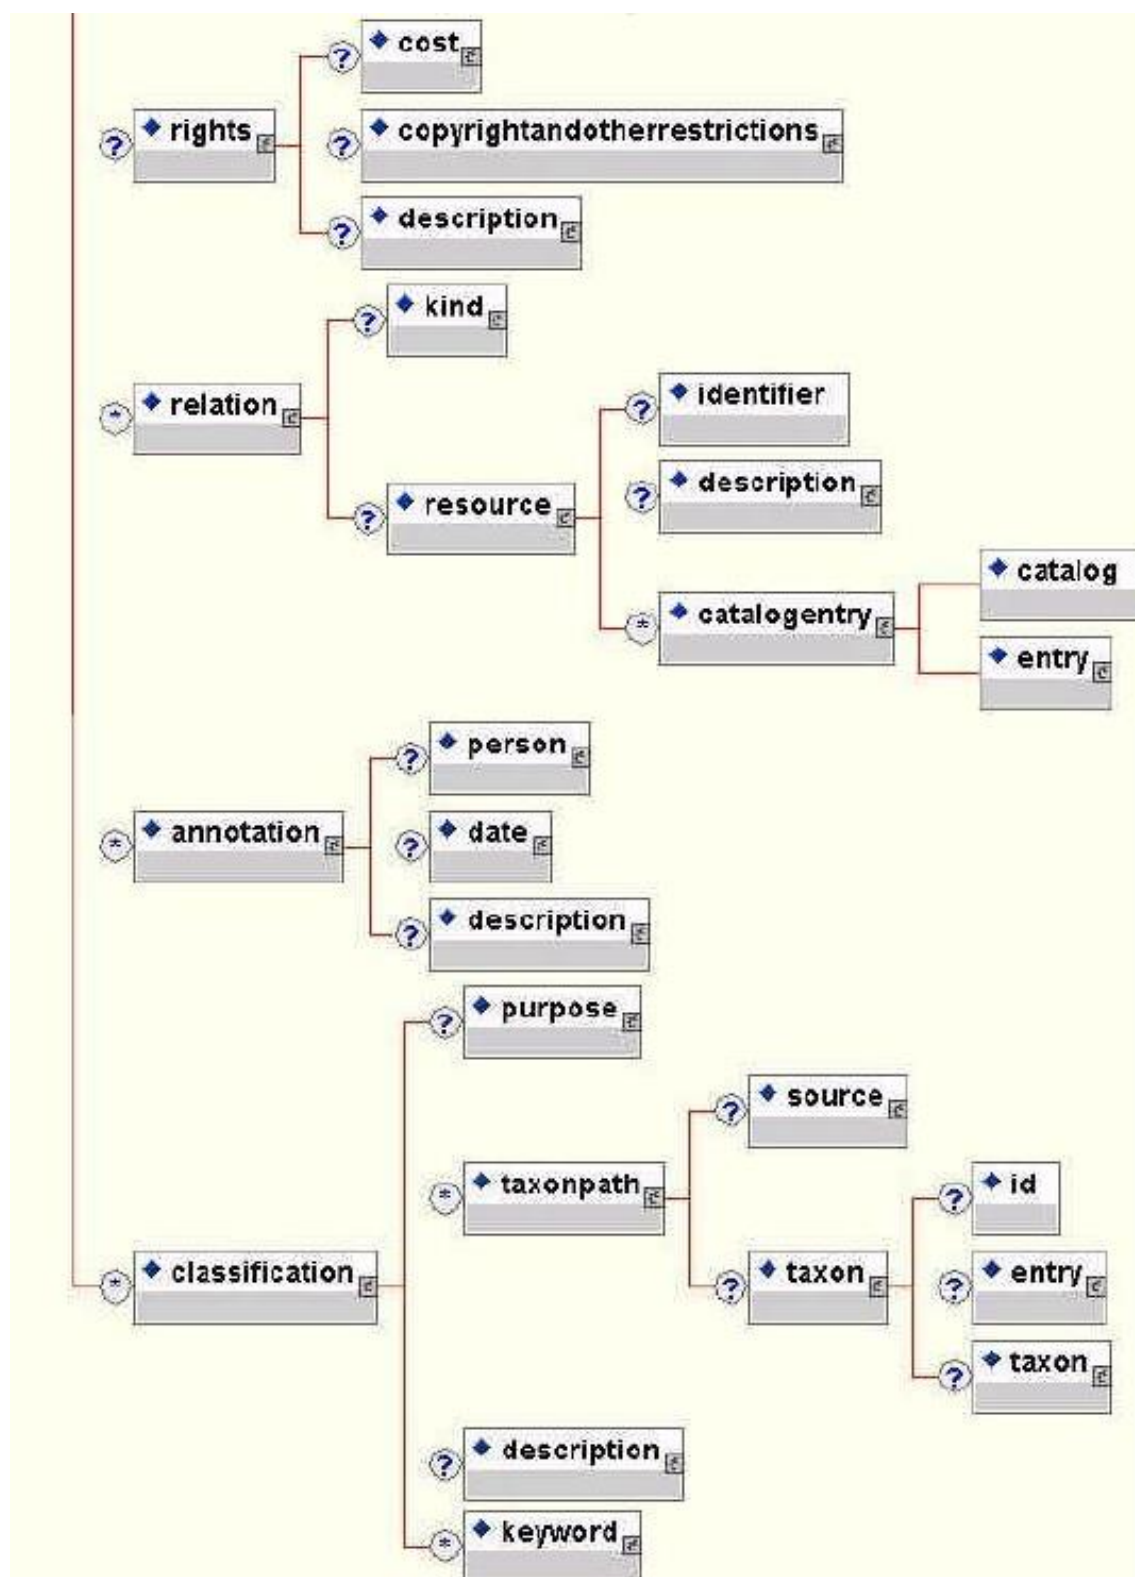 ? cost
? rights
? copyrightandotherrestrictions
? description
? kind
* relation
? identifier
? description
? resource
catalog
* catalogentry
entry
? person
* annotation
? date
? description
? purpose
? source
* taxonpath
? id
* classification
? taxon
? entry
? taxon
? description
* keyword